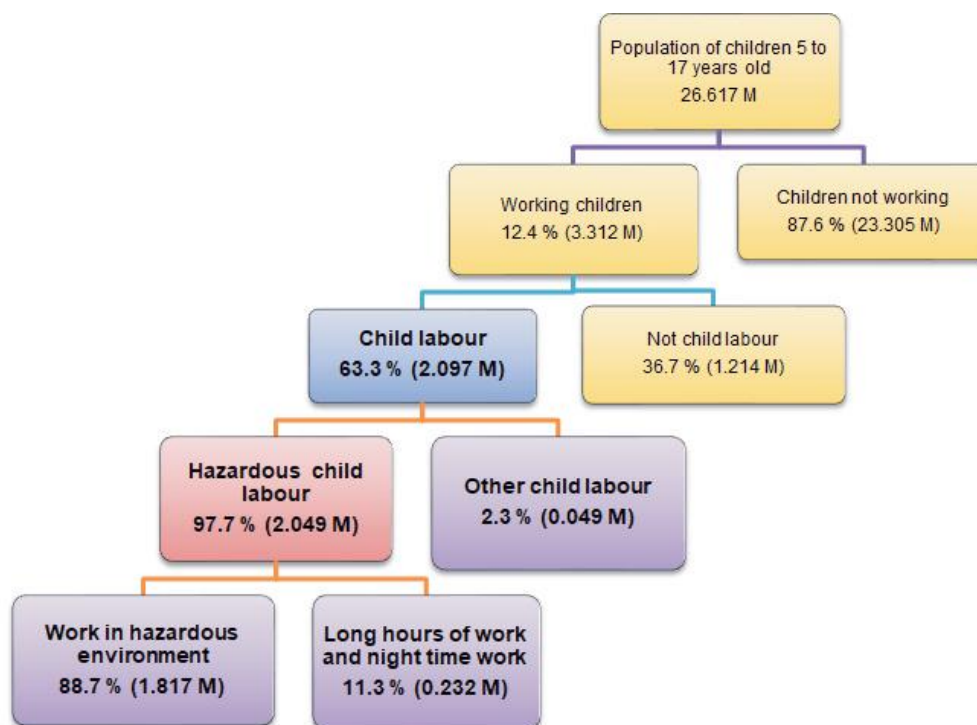 Population of children 5 to
17 years old
26.617 M
Working children
12.4 % (3.312 M)
Children not working
87.6 % (23.305 M)
Child labour
63.3 % (2.097 M)
Not child labour
36.7 % (1.214 M)
Hazardous child
labour
97.7 % (2.049 M)
Other child labour
2.3 % (0.049 M)
Work in hazardous
environment
88.7 % (1.817 M)
Long hours of work
and night time work
11.3 % (0.232 M)